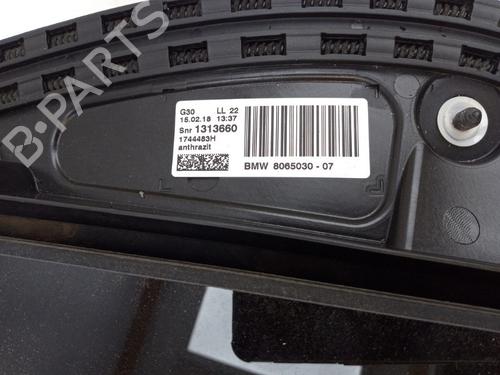 G30 LL 22
15.02.18 13:37
Snr 1313660
1744483H
anthrazit
BMW 8065030 - 07
B-PARTS